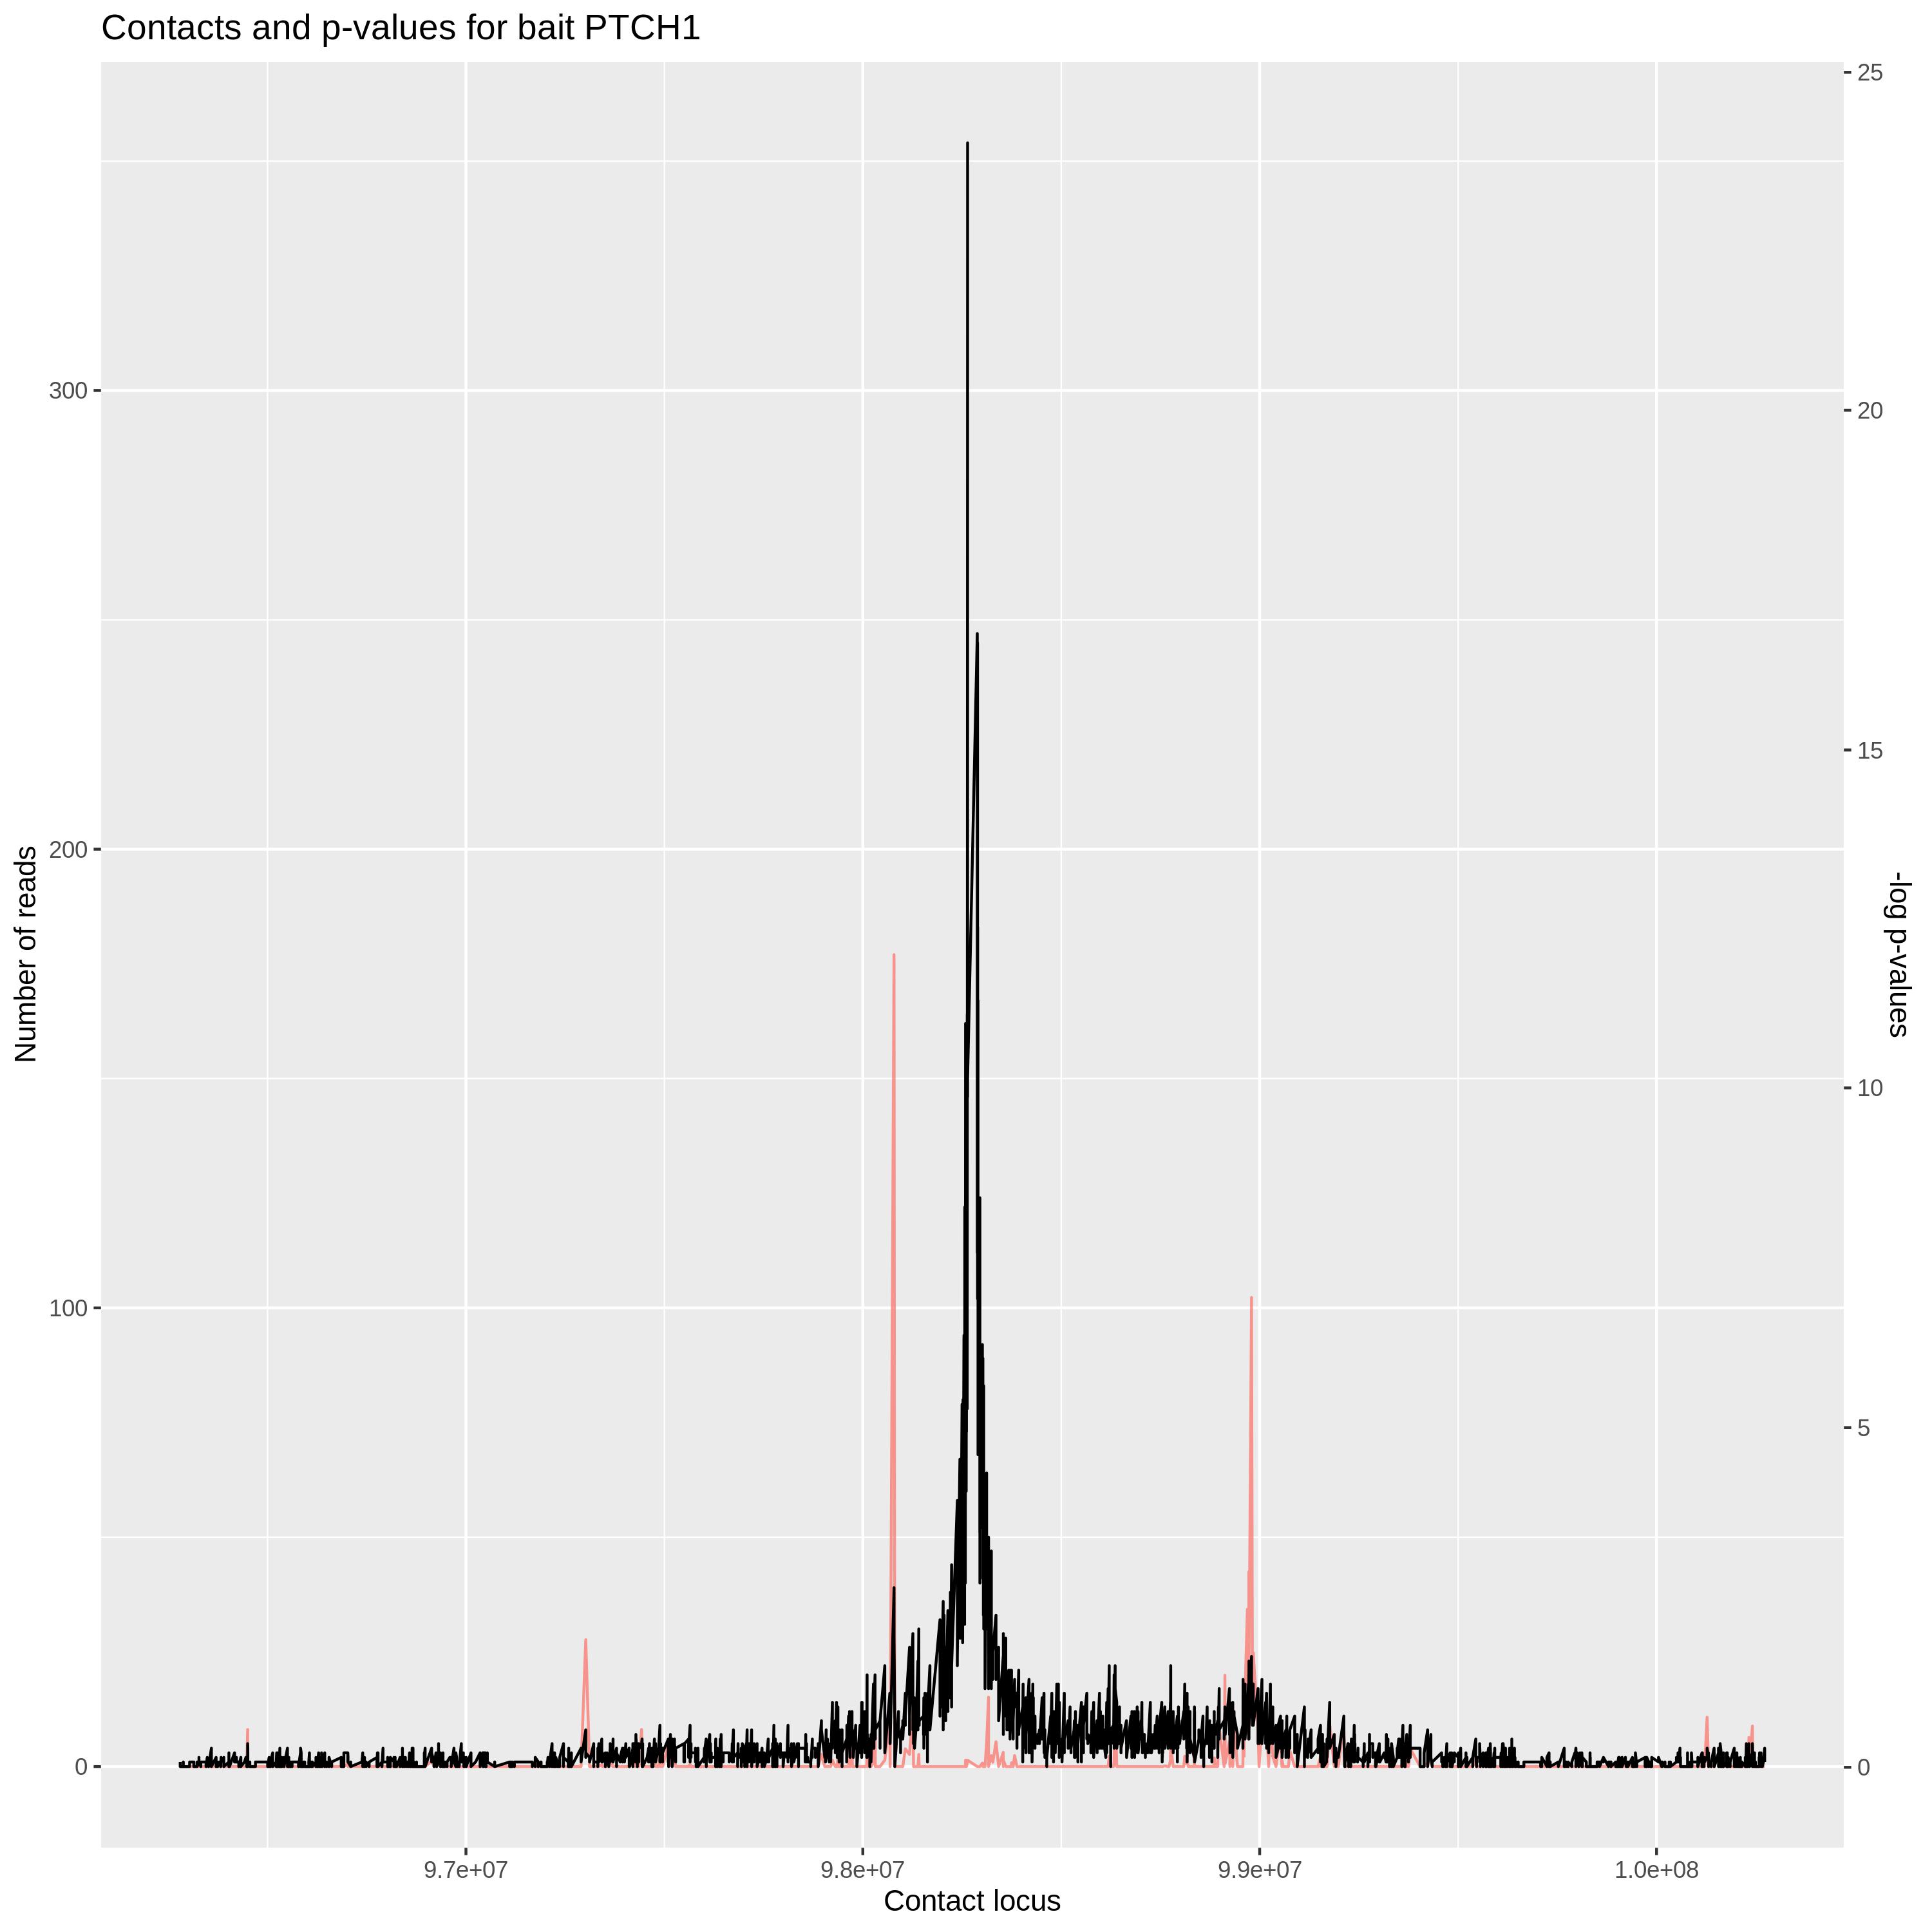 Contacts and p-values for bait PTCH1
Number of reads
300
200
100
0
25
20
15
10
5
0
-log p-values
9.7e+07
9.8e+07
9.9e+07
1.0e+08
Contact locus